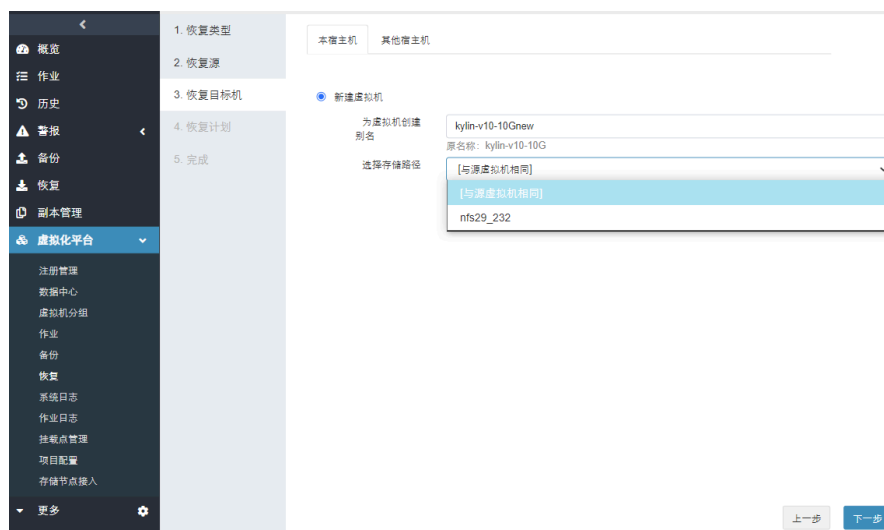 概览
作业
历史
警报
备份
恢复
副本管理
虚拟化平台
注册管理
数据中心
虚拟机分组
作业
备份
恢复
系统日志
作业日志
挂载点管理
项目配置
存储节点接入
更多
1. 恢复类型
2. 恢复源
3. 恢复目标机
4. 恢复计划
5. 完成
本宿主机 其他宿主机
新建虚拟机
为虚拟机创建
别名
kylin-v10-10Gnew
原名称: kylin-v10-10G
选择存储路径
[与源虚拟机相同]
[与源虚拟机相同]
nfs29_232
上一步 下一步